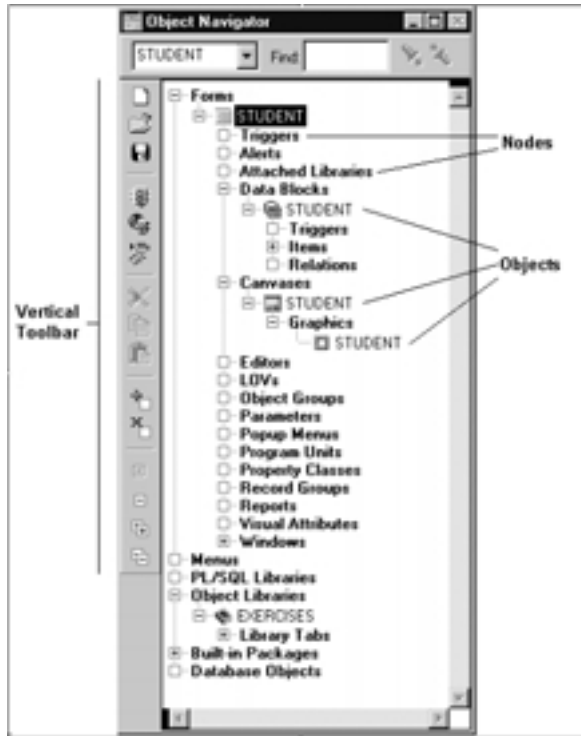 Object Navigator
STUDENT Find
Forms
STUDENT
Triggers
Alerts
Attached Libraries
Data Blocks
STUDENT
Triggers
Items
Relations
Canvases
STUDENT
Graphics
STUDENT
Editors
LOVs
Object Groups
Parameters
Popup Menus
Program Units
Property Classes
Record Groups
Reports
Visual Attributes
Windows
Menus
PL/SQL Libraries
Object Libraries
EXERCISES
Library Tabs
Built-in Packages
Database Objects
Nodes
Objects
Vertical
Toolbar